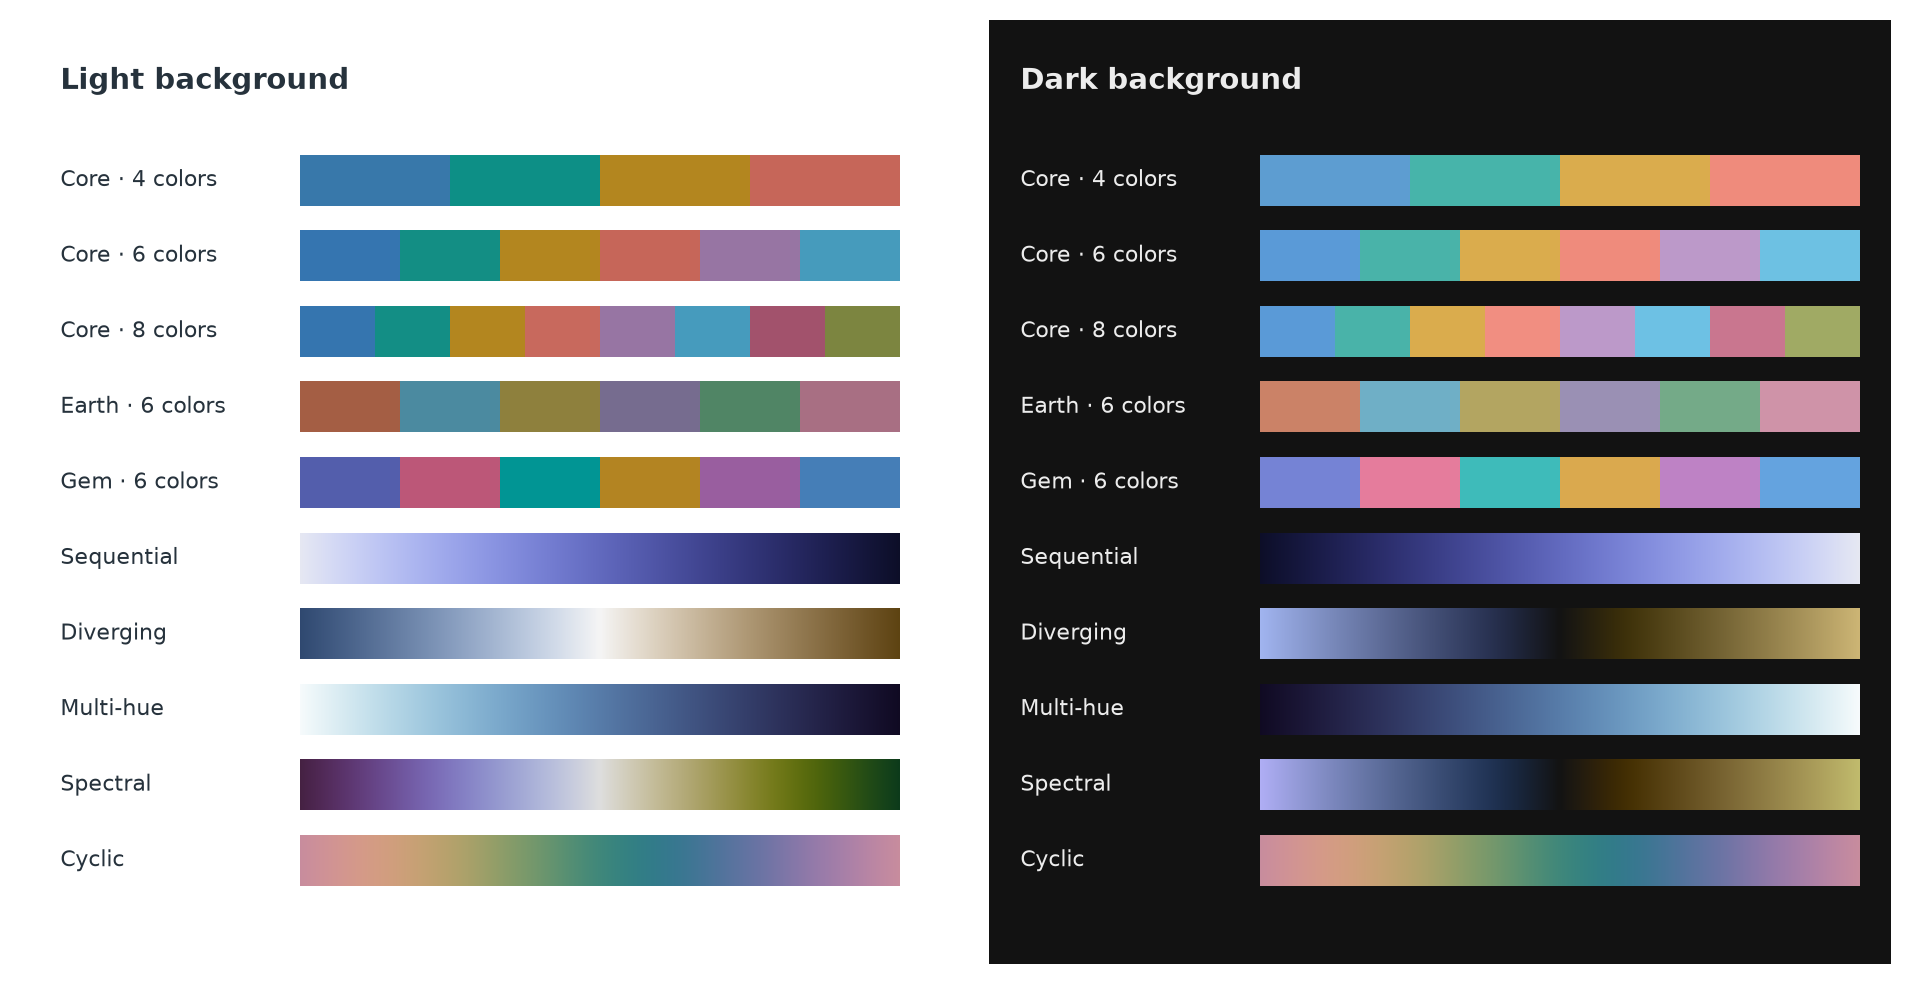 Light background
Core · 4 colors
Core · 6 colors
Core · 8 colors
Earth · 6 colors
Gem · 6 colors
Sequential
Diverging
Multi-hue
Spectral
Cyclic
Dark background
Core · 4 colors
Core · 6 colors
Core · 8 colors
Earth · 6 colors
Gem · 6 colors
Sequential
Diverging
Multi-hue
Spectral
Cyclic